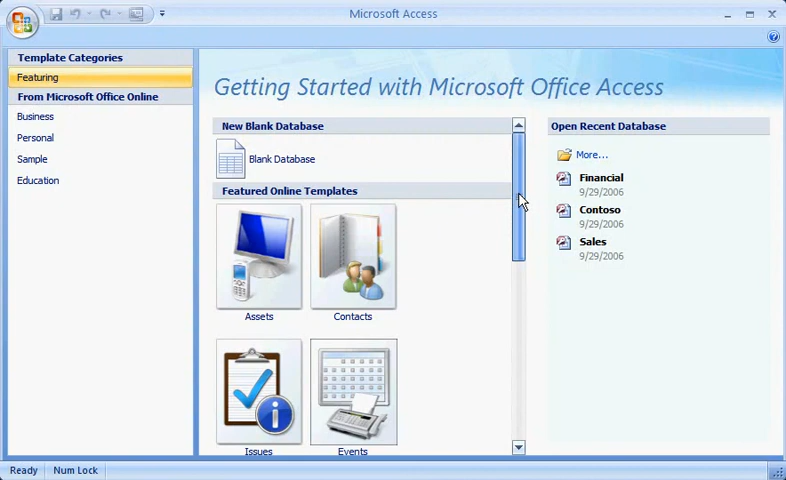 Microsoft Access
Template Categories
Featuring
From Microsoft Office Online
Business
Personal
Sample
Education
Getting Started with Microsoft Office Access
New Blank Database
Blank Database
Featured Online Templates
Assets
Contacts
Issues
Events
Open Recent Database
More...
Financial
9/29/2006
Contoso
9/29/2006
Sales
9/29/2006
Ready
Num Lock